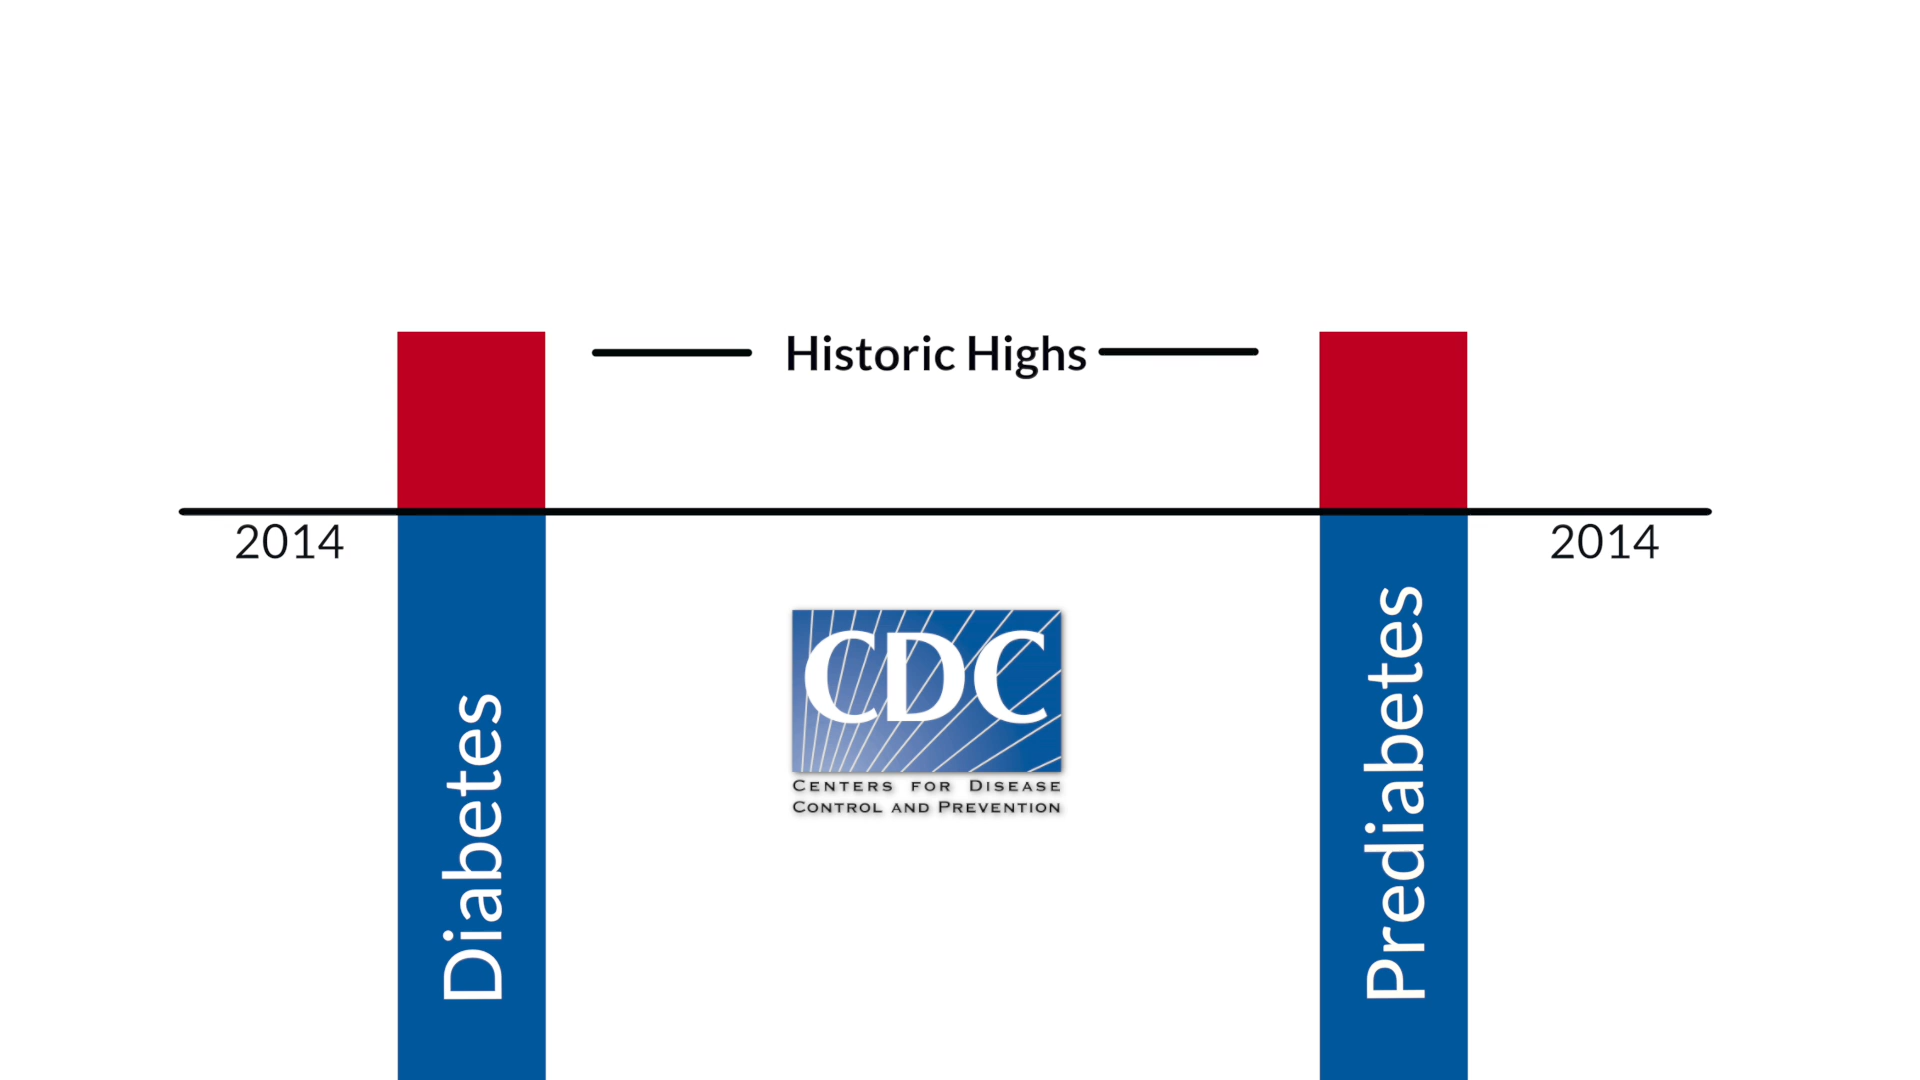 Historic Highs
2014
2014
CDC
CENTERS FOR DISEASE
CONTROL AND PREVENTION
Diabetes
Prediabetes